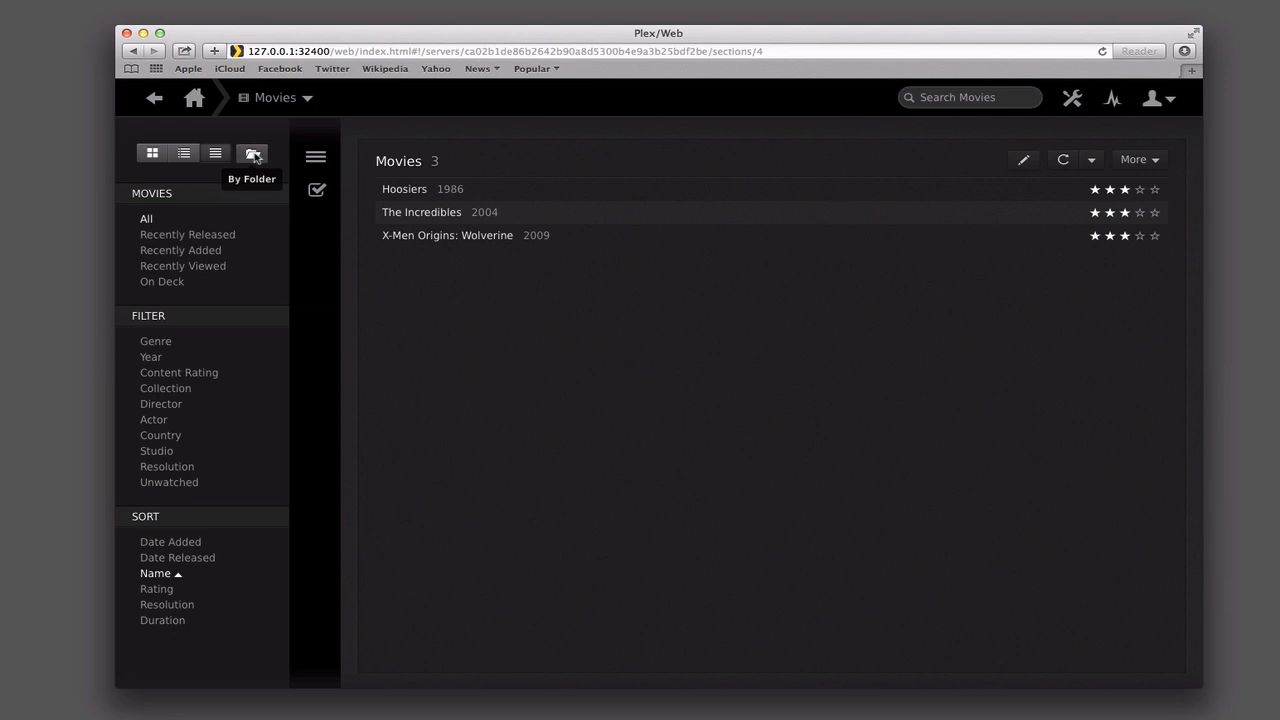 Plex/Web
127.0.0.1:32400/web/index.html#!/servers/ca02b1de86b2642b90a8d5300b4e9a3b25bdf2be/sections/4
Reader
Apple iCloud Facebook Twitter Wikipedia Yahoo News Popular
Movies
Search Movies
By Folder
MOVIES
All
Recently Released
Recently Added
Recently Viewed
On Deck
FILTER
Genre
Year
Content Rating
Collection
Director
Actor
Country
Studio
Resolution
Unwatched
SORT
Date Added
Date Released
Name
Rating
Resolution
Duration
Movies 3
More
Hoosiers 1986
The Incredibles 2004
X-Men Origins: Wolverine 2009